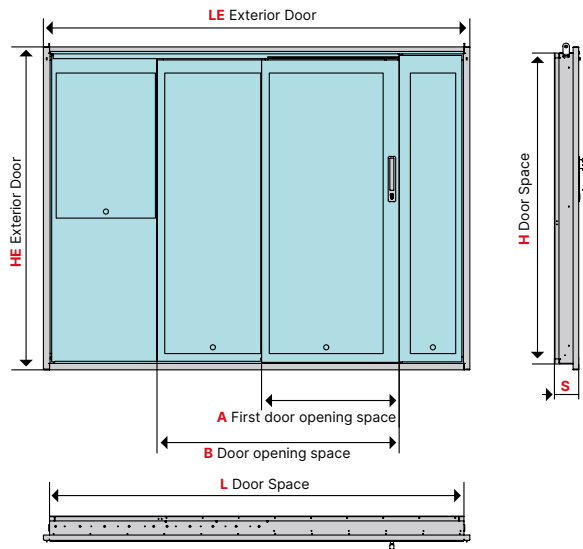 LE Exterior Door
HE Exterior Door
H Door Space
S
A First door opening space
B Door opening space
L Door Space